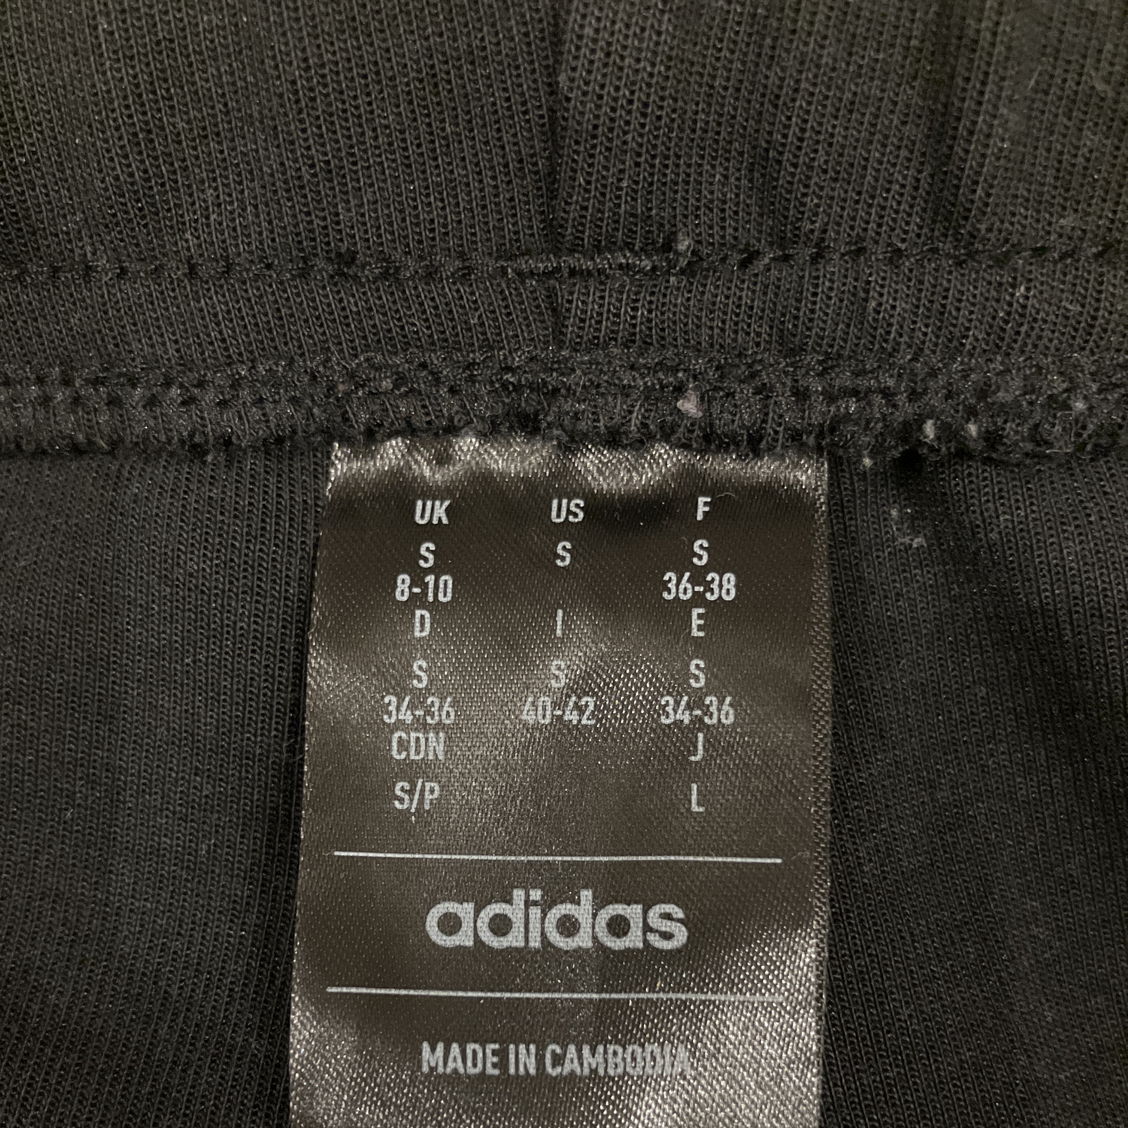 UK US F
S S S
8-10 36-38
D I E
S S S
34-36 40-42 34-36
CDN J
S/P L
adidas
MADE IN CAMBODIA